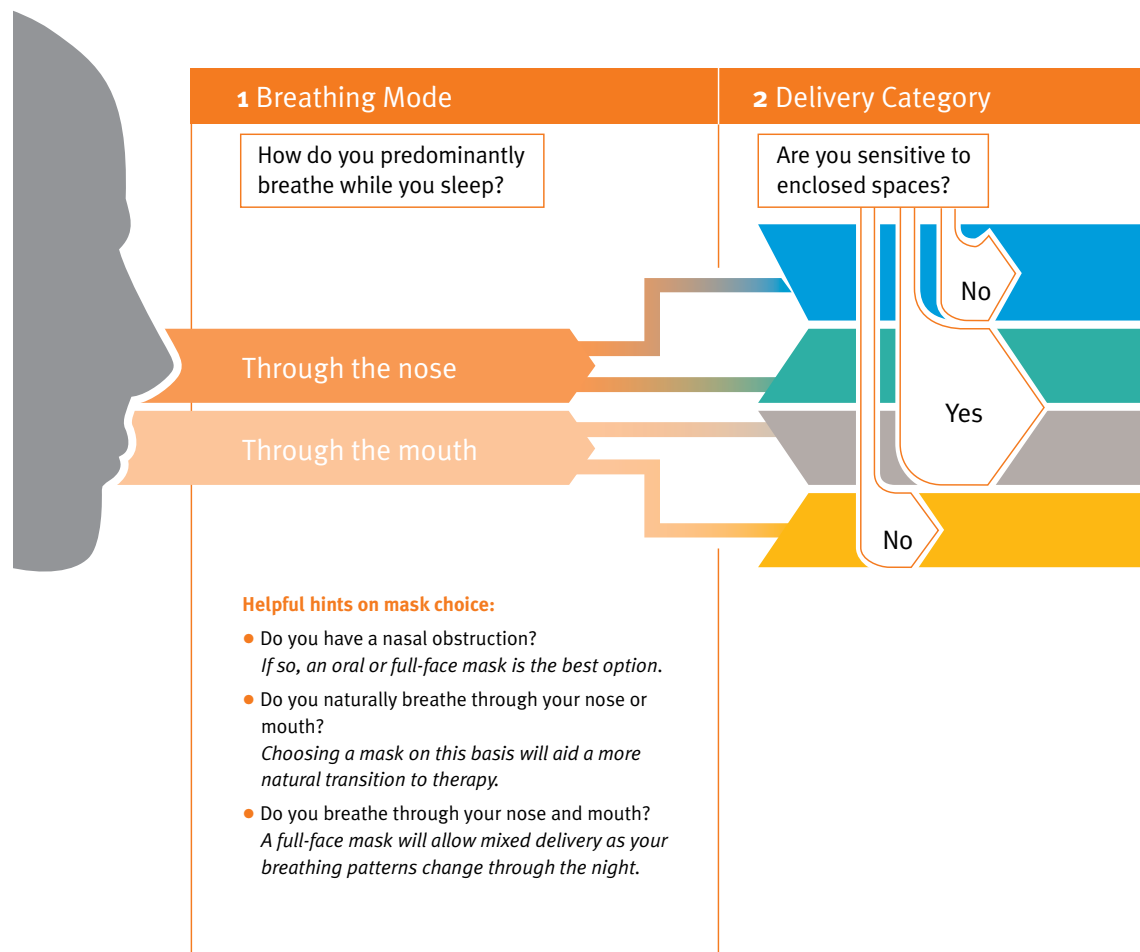 1 Breathing Mode
How do you predominantly
breathe while you sleep?
Through the nose
Through the mouth
Helpful hints on mask choice:
• Do you have a nasal obstruction?
If so, an oral or full-face mask is the best option.
• Do you naturally breathe through your nose or
mouth?
Choosing a mask on this basis will aid a more
natural transition to therapy.
• Do you breathe through your nose and mouth?
A full-face mask will allow mixed delivery as your
breathing patterns change through the night.
2 Delivery Category
Are you sensitive to
enclosed spaces?
No
Yes
No